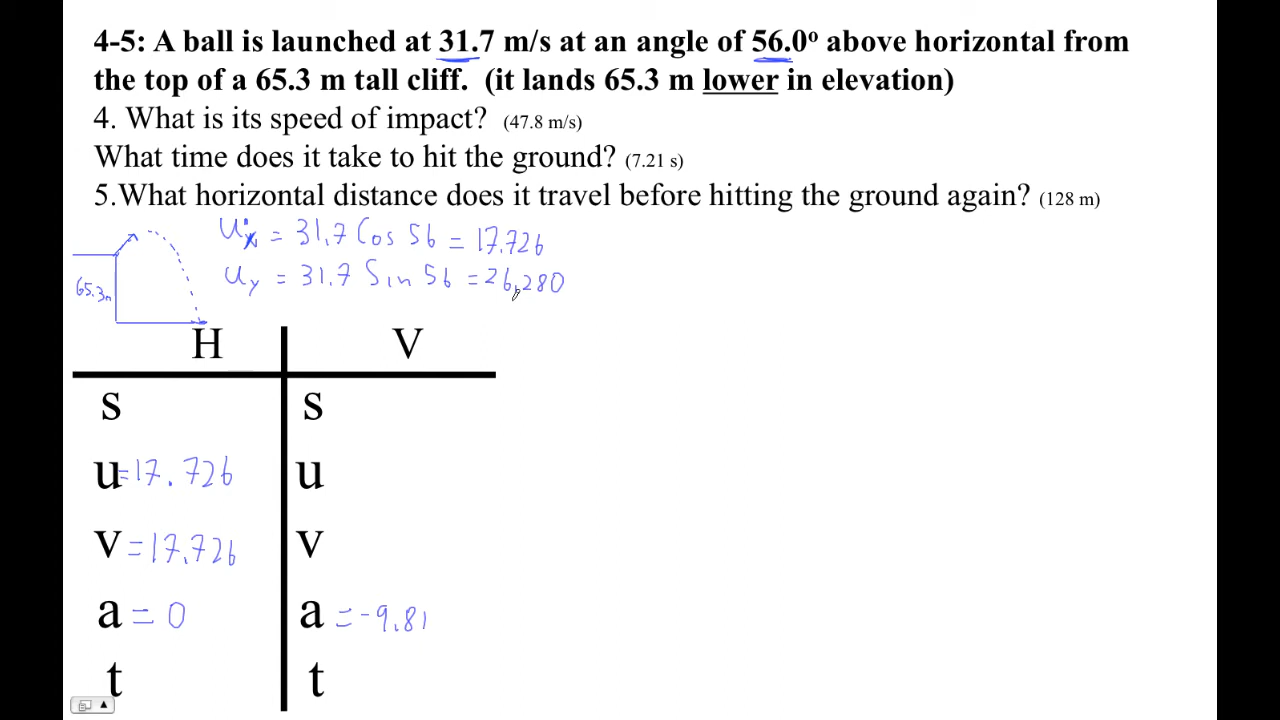 4-5: A ball is launched at 31.7 m/s at an angle of 56.0º above horizontal from
the top of a 65.3 m tall cliff. (it lands 65.3 m lower in elevation)
4. What is its speed of impact? (47.8 m/s)
What time does it take to hit the ground? (7.21 s)
5.What horizontal distance does it travel before hitting the ground again? (128 m)
Ux = 31.7 Cos 56 = 17.726
Uy = 31.7 Sin 56 = 26.280
65.3m
H V
s s
u=17.726 u
v=17.726 v
a = 0 a = -9.81
t t